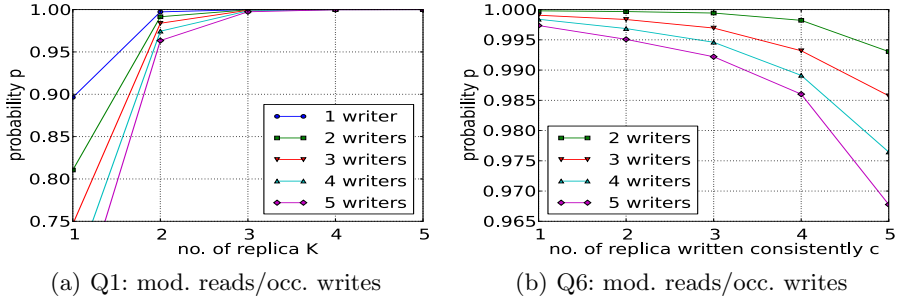 1.00
0.95
0.90
0.85
0.80
0.75
probability p
1 writer
2 writers
3 writers
4 writers
5 writers
1 2 3 4 5
no. of replica K
(a) Q1: mod. reads/occ. writes
1.000
0.995
0.990
0.985
0.980
0.975
0.970
0.965
probability p
2 writers
3 writers
4 writers
5 writers
1 2 3 4 5
no. of replica written consistently c
(b) Q6: mod. reads/occ. writes